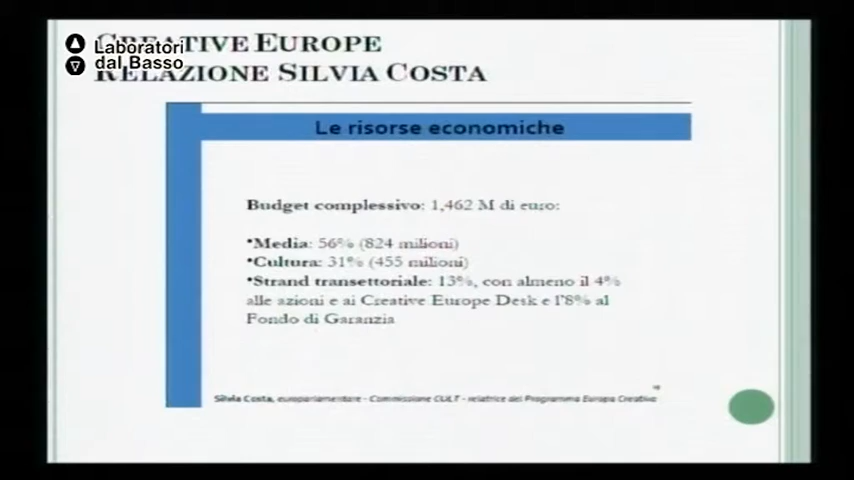 CREATIVE EUROPE
Laboratori
dal Basso
RELAZIONE SILVIA COSTA
Le risorse economiche
Budget complessivo: 1,462 M di euro:
•Media: 56% (824 milioni)
•Cultura: 31% (455 milioni)
•Strand transettoriale: 13%, con almeno il 4%
alle azioni e ai Creative Europe Desk e l'8% al
Fondo di Garanzia
Silvia Costa, europarlamentare - Commissione CULT - relatrice del Programma Europa Creativa